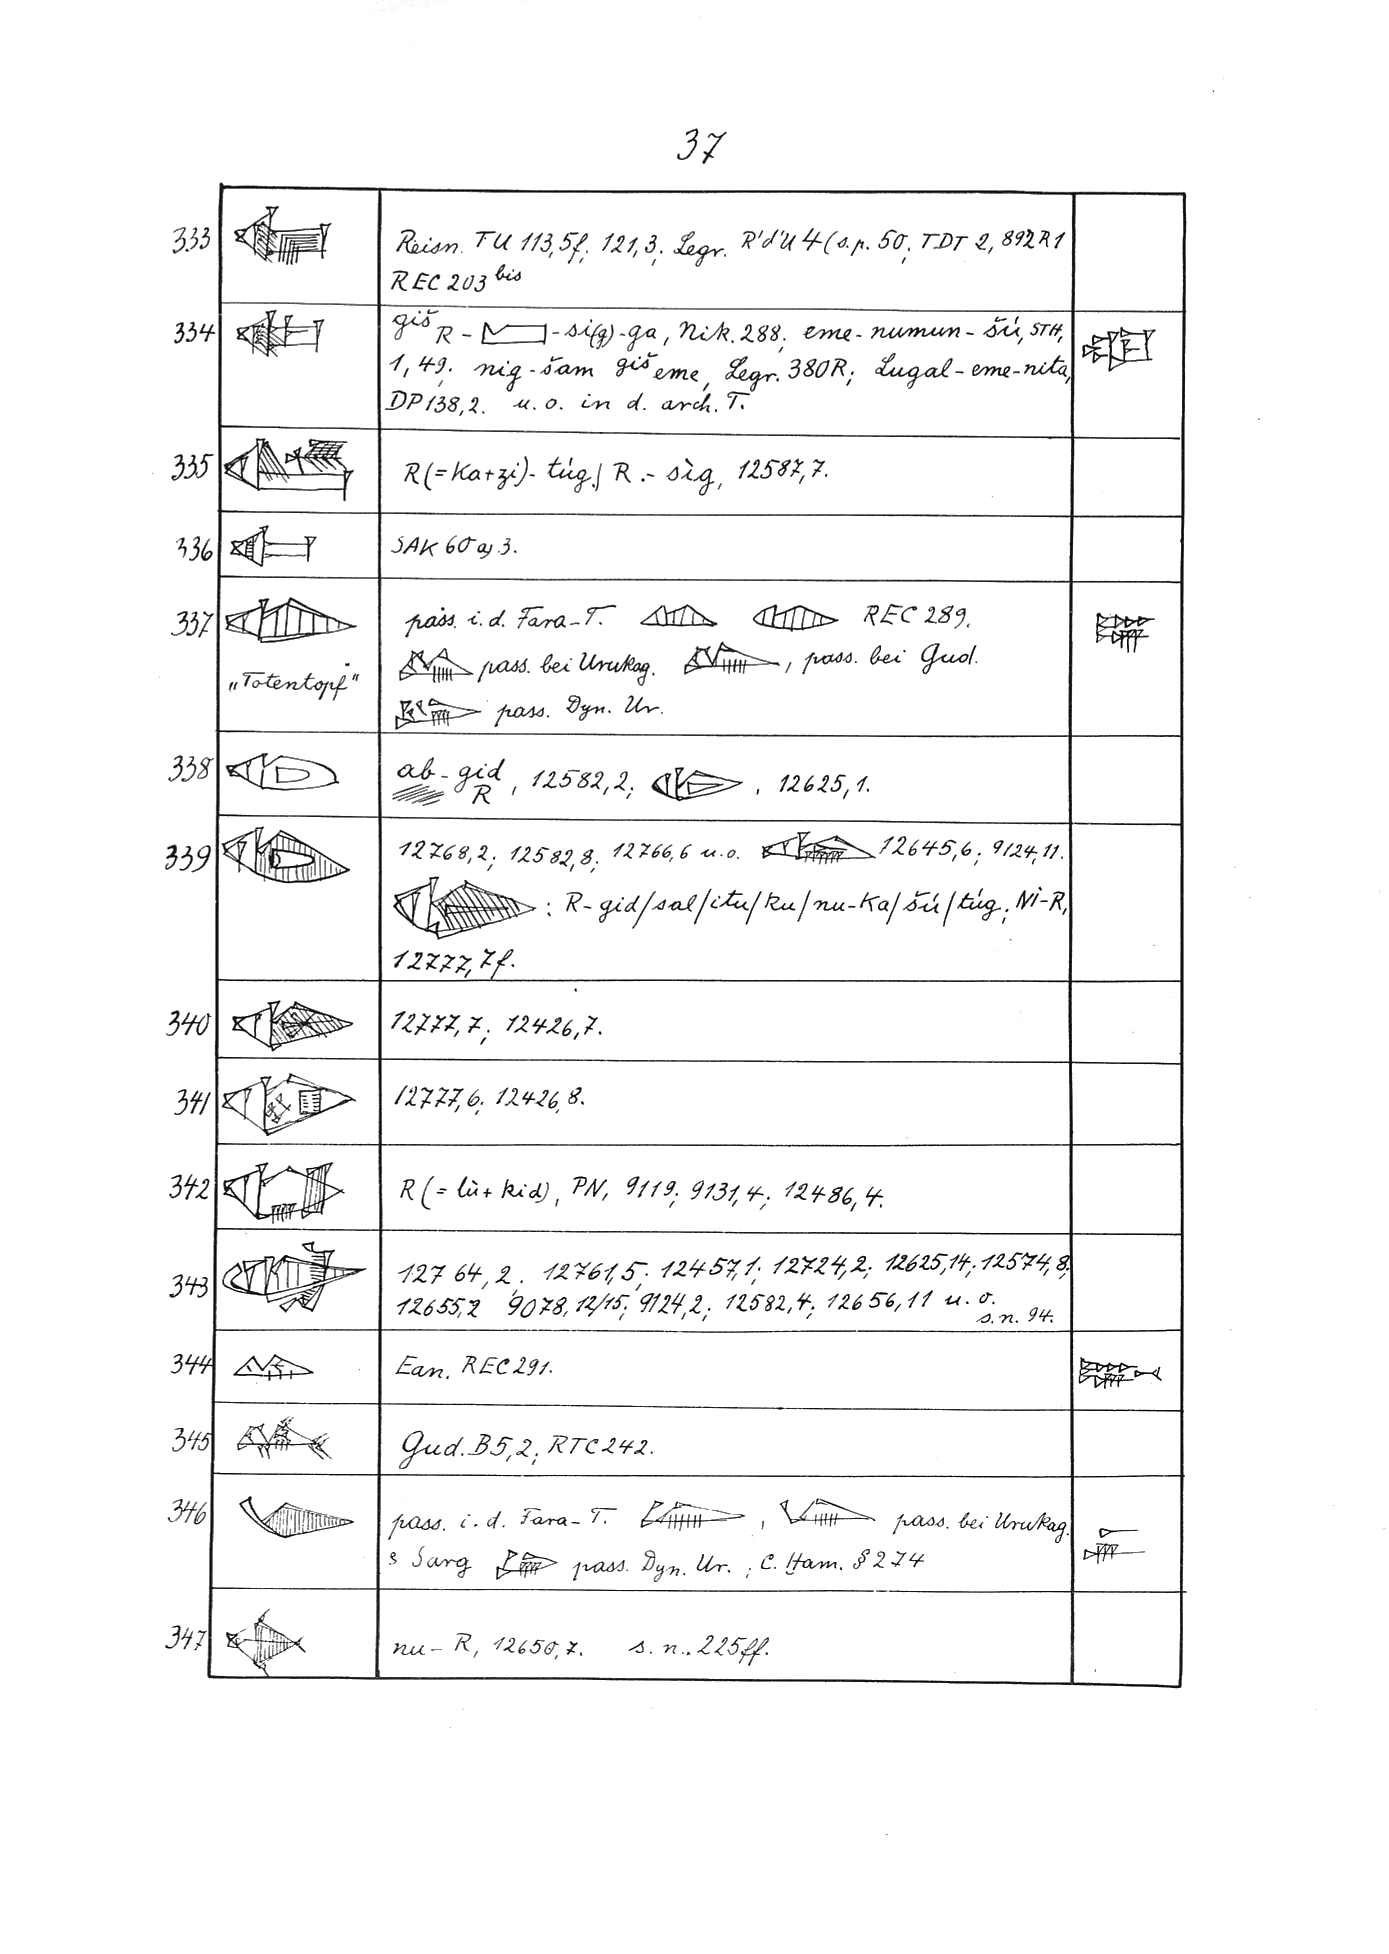 37
333 Reisn. TU 113,5f; 121,3; Legr. R'd'U 4 (s.p. 50; TDT 2, 892 R1
REC 203 bis
334 giš R - -si(g)-ga, Nik. 288; eme-numun-šú, STH,
1,49; nig-šam giš eme, Legr. 380R; Lugal-eme-nita,
DP 138,2. u.o. in d. arch. T.
335 R(=Ka+zi)-túg/ R.-sìg, 12587,7.
336 SAK 60 a) 3.
337 pass. i.d. Fara-T. REC 289.
pass. bei Urukag. , pass. bei Gud.
„Totentopf“
pass. Dyn. Ur.
338 ab-gid R, 12582,2; , 12625,1.
339 12768,2; 12582,8; 12766,6 u.o. 12645,6; 9124,11.
: R-gid/sal/itu/ku/nu-Ka/šú/túg; Ni-R,
12777,7f.
340 12777,7; 12426,7.
341 12777,6; 12426,8.
342 R(=lù+kid), PN, 9119; 9131,4; 12486,4.
343 12764,2. 12761,5; 12457,1; 12724,2; 12625,14; 12574,8;
12655,2 9078,12/15; 9124,2; 12582,4; 12656,11 u.o.
s.n. 94.
344 Ean. REC 291.
345 Gud. B 5,2; RTC 242.
346 pass. i.d. Fara-T. , pass. bei Urukag.
s Sarg pass. Dyn. Ur. ; C. Ham. § 274
347 nu-R, 12650,7. s.n. 225ff.